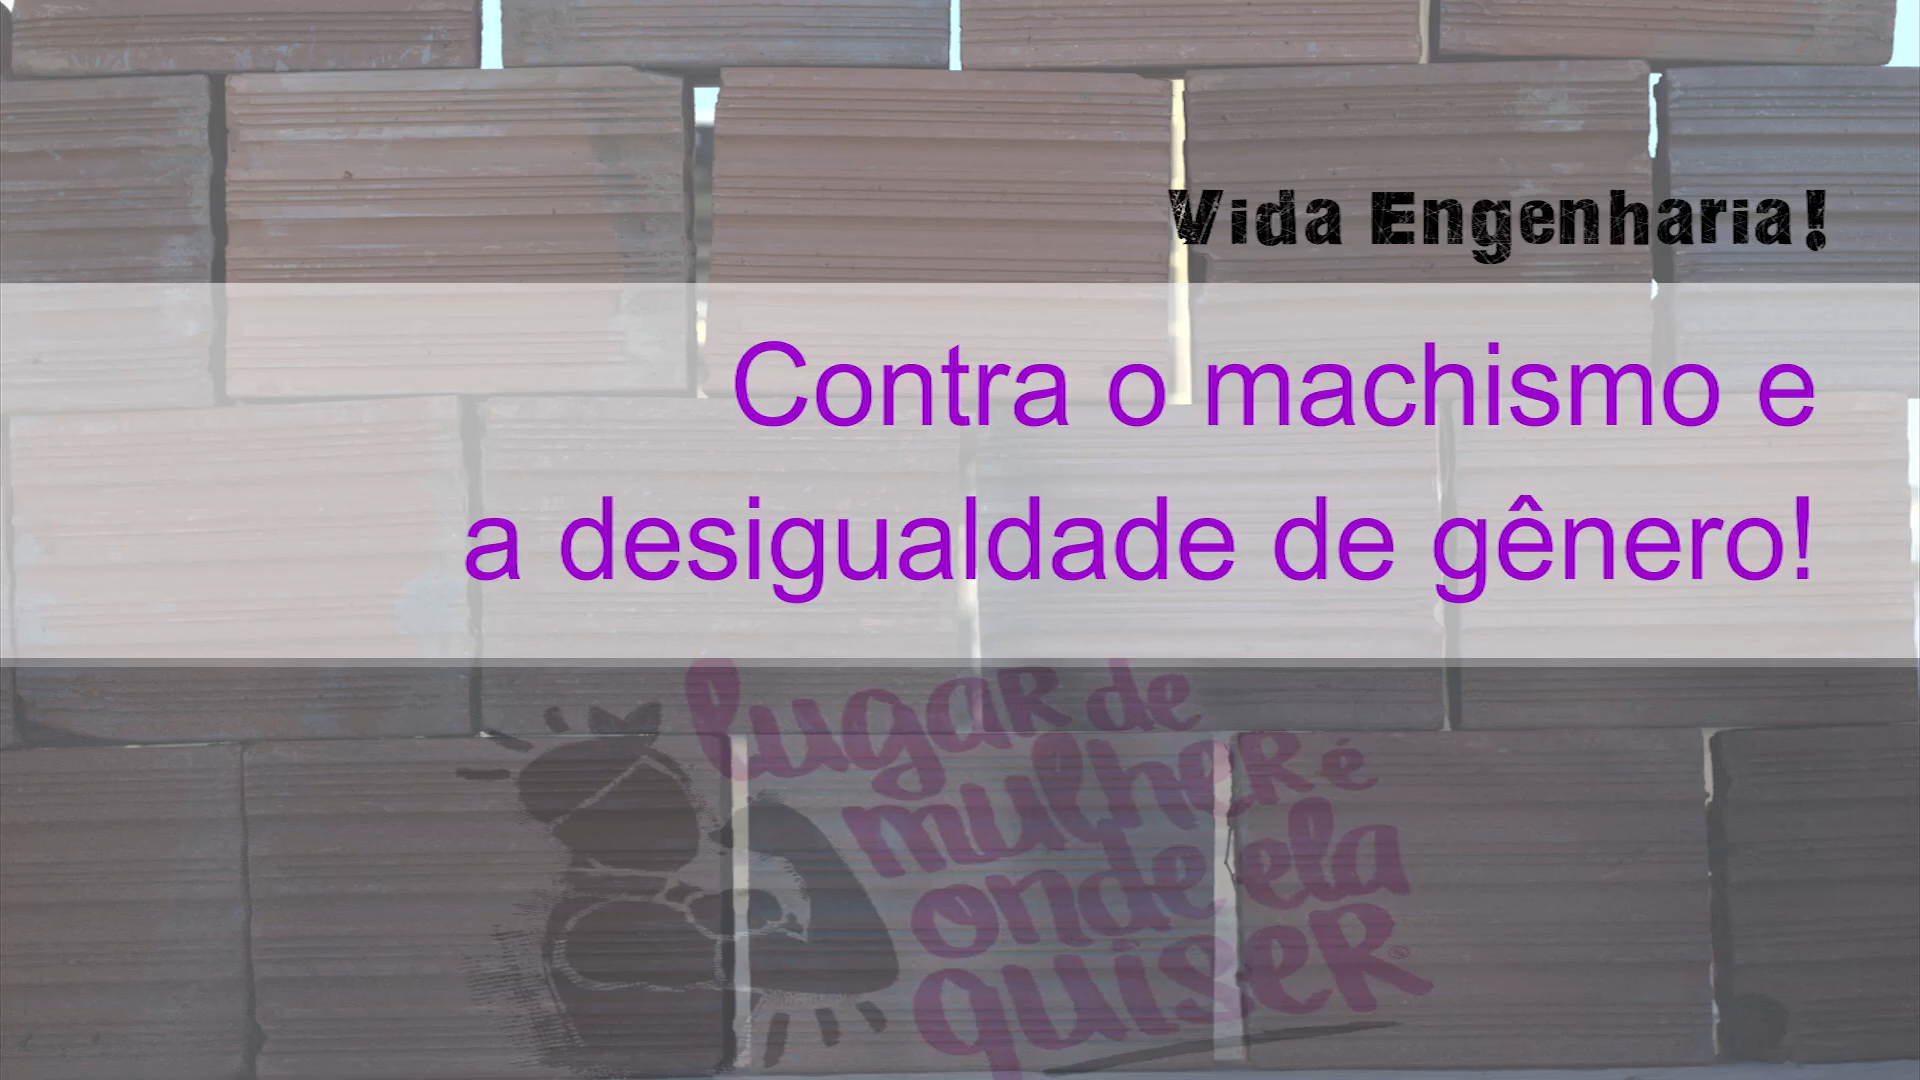 Vida Engenharia!
Contra o machismo e
a desigualdade de gênero!
lugar de
mulher é
onde ela
quiser